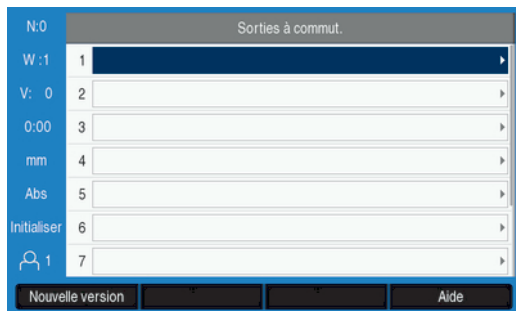 N:0
Sorties à commut.
W :1
1
V: 0
2
0:00
3
mm
4
Abs
5
Initialiser
6
1
7
Nouvelle version
Aide